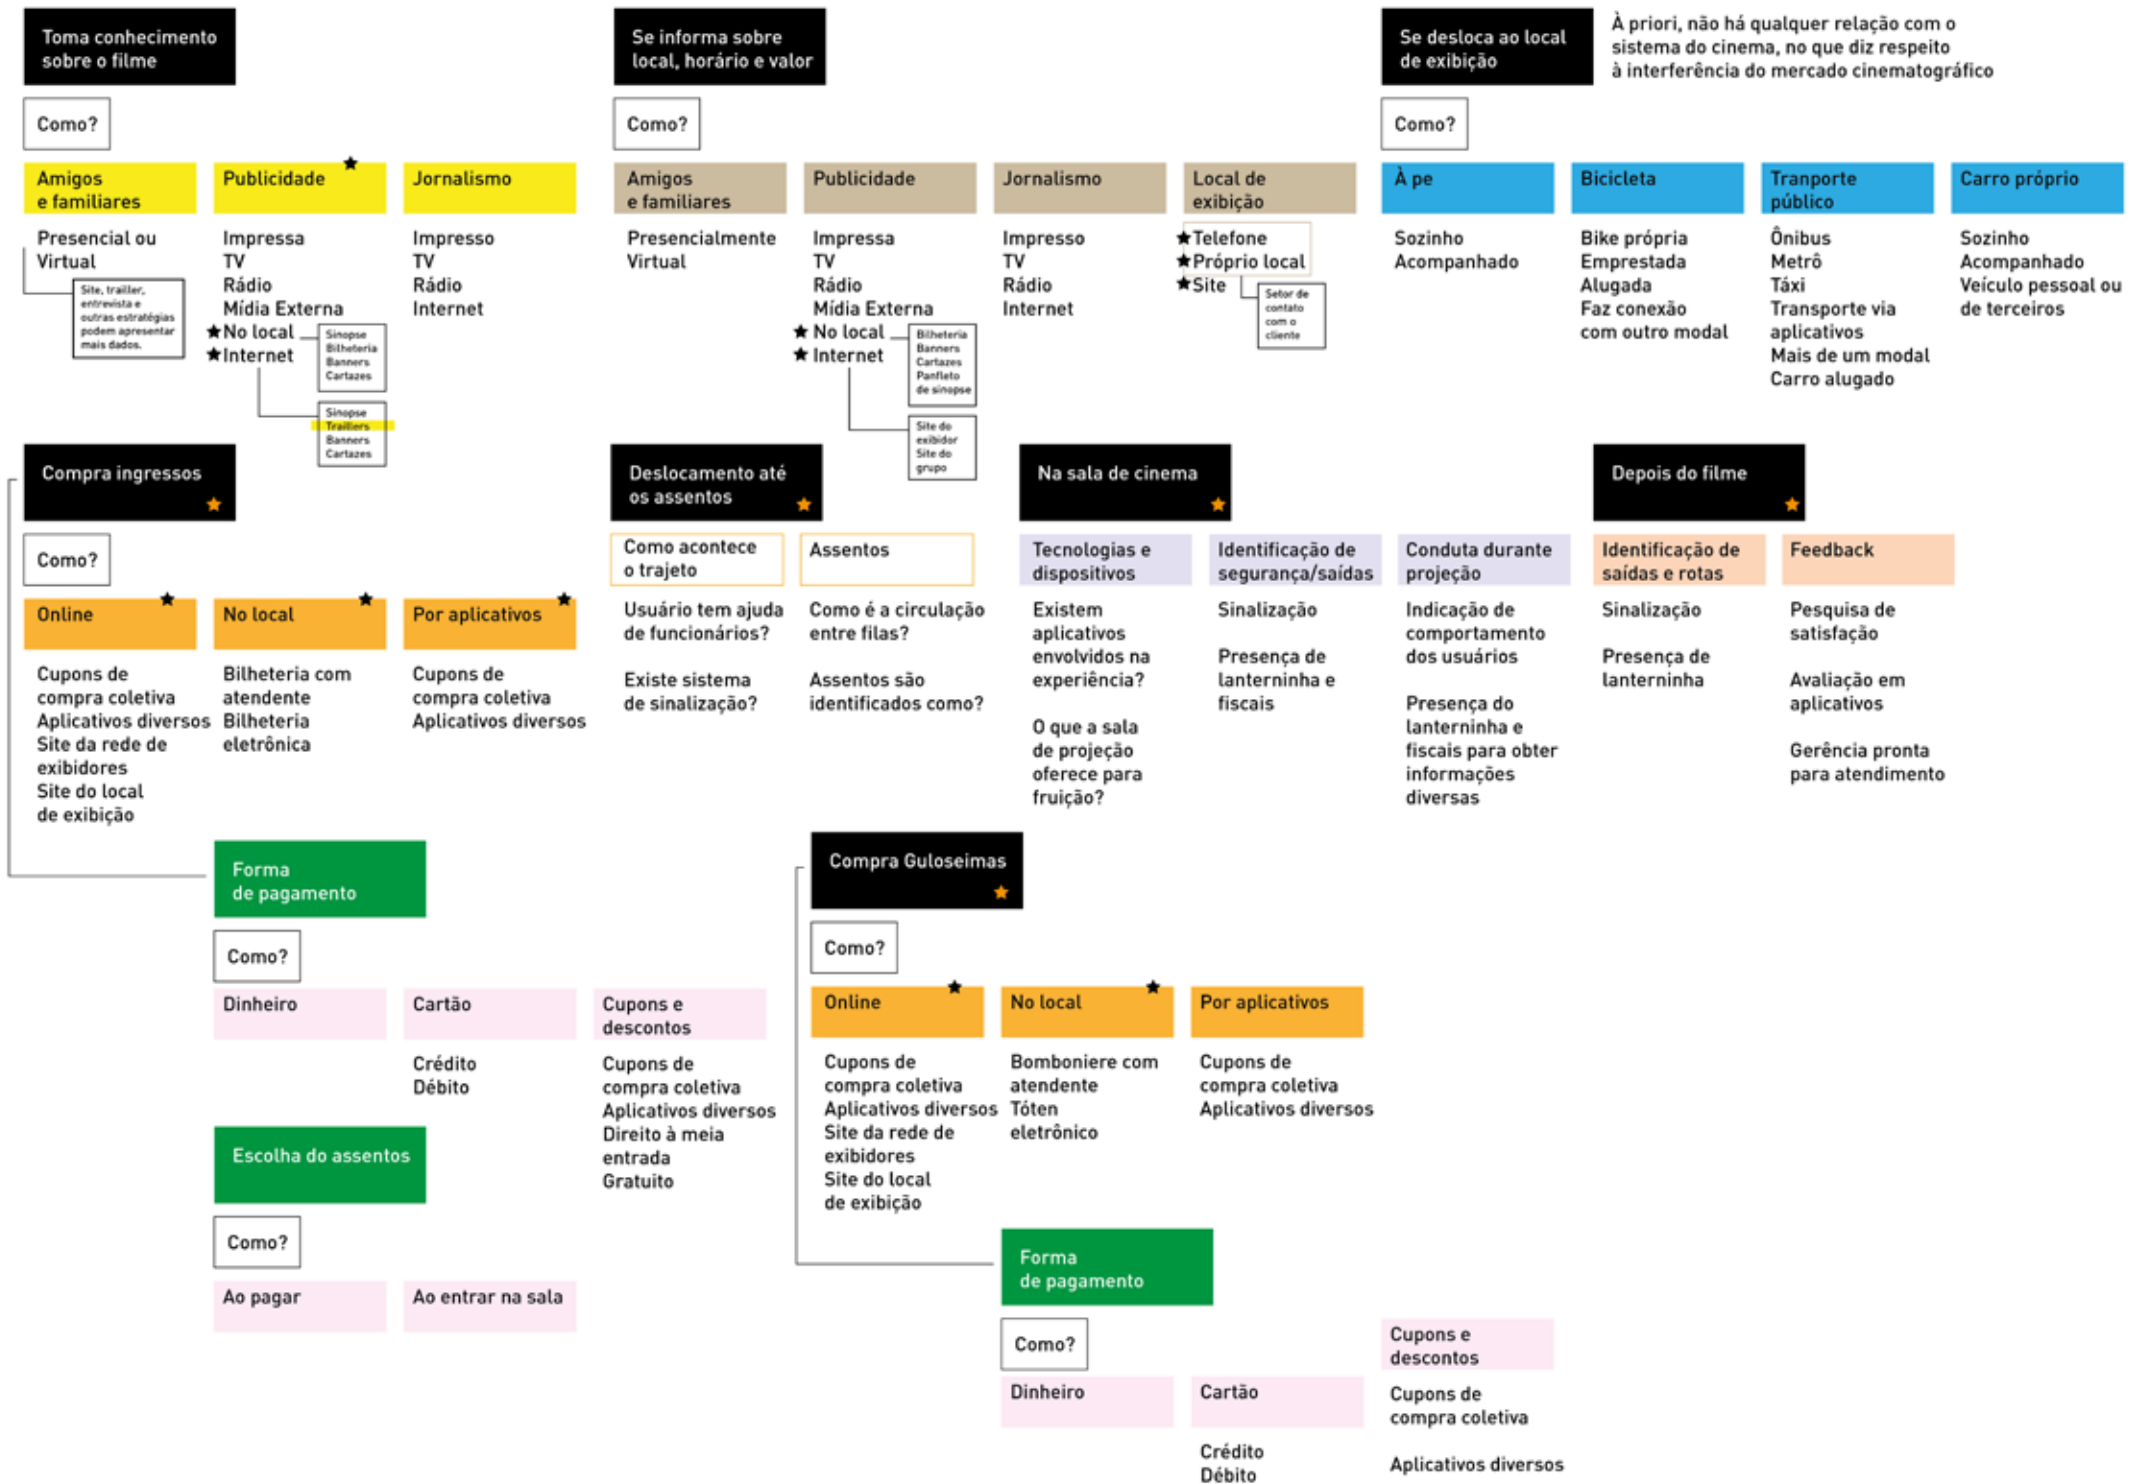 Toma conhecimento
sobre o filme
Como?
Amigos
e familiares
Presencial ou
Virtual
Site, trailler,
entrevista e
outras estratégias
podem apresentar
mais dados.
Publicidade
Impressa
TV
Rádio
Mídia Externa
No local
Internet
Sinopse
Bilheteria
Banners
Cartazes
Sinopse
Traillers
Banners
Cartazes
Jornalismo
Impresso
TV
Rádio
Internet
Se informa sobre
local, horário e valor
Como?
Amigos
e familiares
Presencialmente
Virtual
Publicidade
Impressa
TV
Rádio
Mídia Externa
No local
Internet
Bilheteria
Banners
Cartazes
Panfleto
de sinopse
Site do
exibidor
Site do
grupo
Jornalismo
Impresso
TV
Rádio
Internet
Local de
exibição
Telefone
Próprio local
Site
Setor de
contato
com o
cliente
Se desloca ao local
de exibição
À priori, não há qualquer relação com o
sistema do cinema, no que diz respeito
à interferência do mercado cinematográfico
Como?
À pe
Sozinho
Acompanhado
Bicicleta
Bike própria
Emprestada
Alugada
Faz conexão
com outro modal
Tranporte
público
Ônibus
Metrô
Táxi
Transporte via
aplicativos
Mais de um modal
Carro alugado
Carro próprio
Sozinho
Acompanhado
Veículo pessoal ou
de terceiros
Compra ingressos
Como?
Online
Cupons de
compra coletiva
Aplicativos diversos
Site da rede de
exibidores
Site do local
de exibição
No local
Bilheteria com
atendente
Bilheteria
eletrônica
Por aplicativos
Cupons de
compra coletiva
Aplicativos diversos
Forma
de pagamento
Como?
Dinheiro
Cartão
Crédito
Débito
Cupons e
descontos
Cupons de
compra coletiva
Aplicativos diversos
Direito à meia
entrada
Gratuito
Escolha do assentos
Como?
Ao pagar
Ao entrar na sala
Deslocamento até
os assentos
Como acontece
o trajeto
Usuário tem ajuda
de funcionários?
Existe sistema
de sinalização?
Assentos
Como é a circulação
entre filas?
Assentos são
identificados como?
Na sala de cinema
Tecnologias e
dispositivos
Existem
aplicativos
envolvidos na
experiência?
O que a sala
de projeção
oferece para
fruição?
Identificação de
segurança/saídas
Sinalização
Presença de
lanterninha e
fiscais
Conduta durante
projeção
Indicação de
comportamento
dos usuários
Presença do
lanterninha e
fiscais para obter
informações
diversas
Depois do filme
Identificação de
saídas e rotas
Sinalização
Presença de
lanterninha
Feedback
Pesquisa de
satisfação
Avaliação em
aplicativos
Gerência pronta
para atendimento
Compra Guloseimas
Como?
Online
Cupons de
compra coletiva
Aplicativos diversos
Site da rede de
exibidores
Site do local
de exibição
No local
Bomboniere com
atendente
Tóten
eletrônico
Por aplicativos
Cupons de
compra coletiva
Aplicativos diversos
Forma
de pagamento
Como?
Dinheiro
Cartão
Crédito
Débito
Cupons e
descontos
Cupons de
compra coletiva
Aplicativos diversos